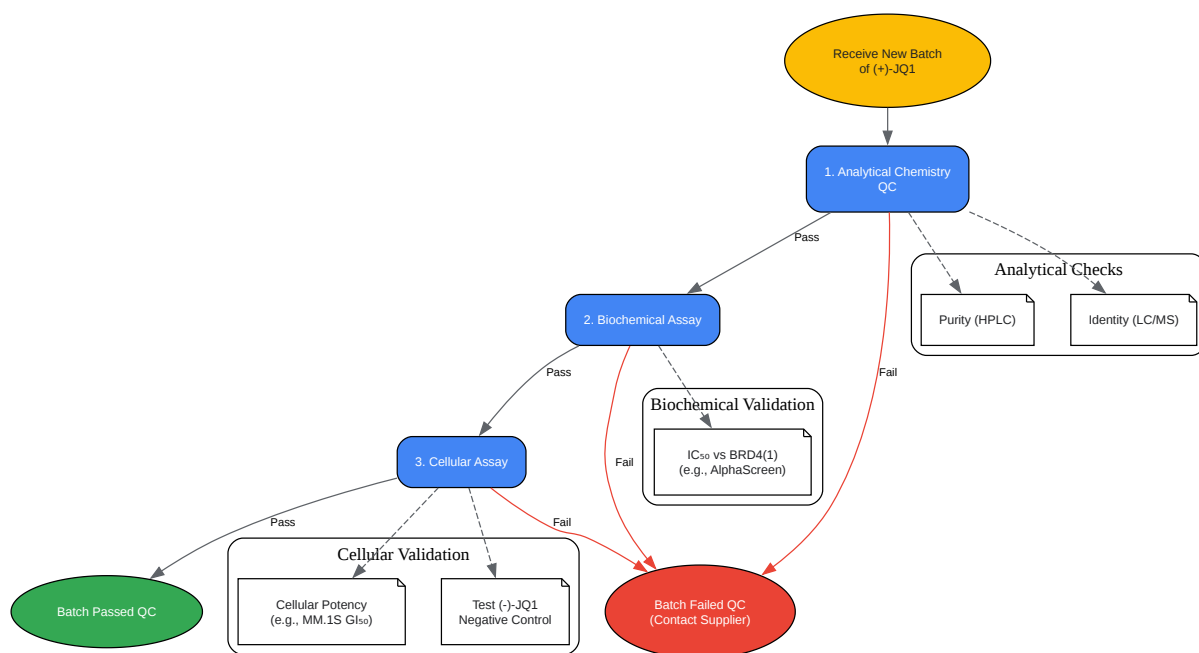 Receive New Batch
of (+)-JQ1
1. Analytical Chemistry
QC
Pass
Analytical Checks
Purity (HPLC)
Identity (LC/MS)
2. Biochemical Assay
Fail
Pass
Biochemical Validation
IC₅₀ vs BRD4(1)
(e.g., AlphaScreen)
3. Cellular Assay
Fail
Pass
Fail
Cellular Validation
Cellular Potency
(e.g., MM.1S GI₅₀)
Test (-)-JQ1
Negative Control
Batch Passed QC
Batch Failed QC
(Contact Supplier)